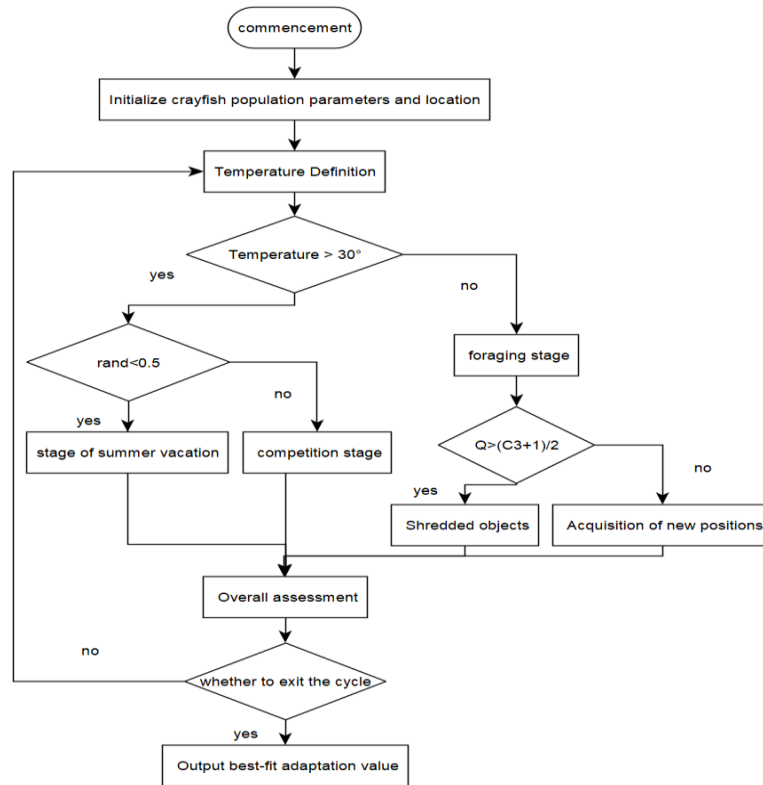 commencement
Initialize crayfish population parameters and location
Temperature Definition
Temperature > 30°
yes
no
rand<0.5
foraging stage
no
yes
stage of summer vacation
competition stage
Q>(C3+1)/2
yes
no
Shredded objects
Acquisition of new positions
Overall assessment
no
whether to exit the cycle
yes
Output best-fit adaptation value